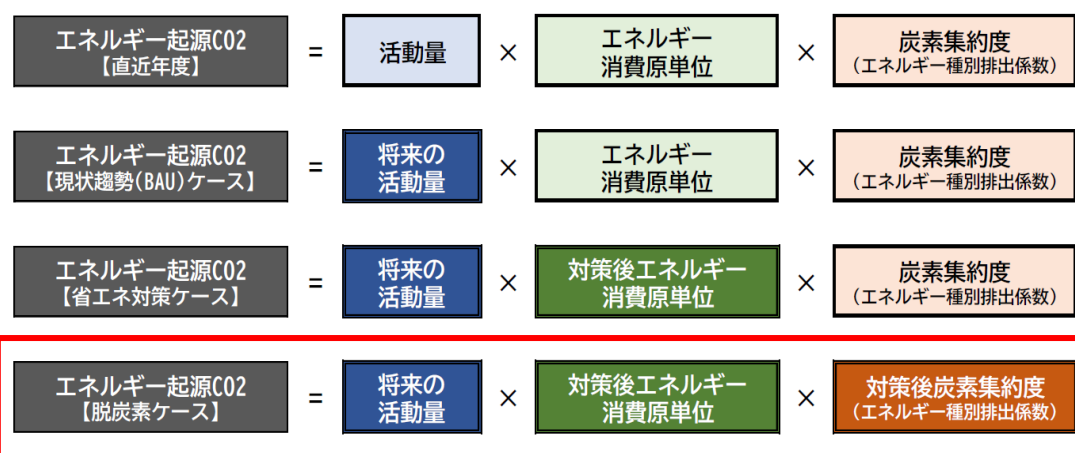 エネルギー起源CO2
【直近年度】
=
活動量
×
エネルギー
消費原単位
×
炭素集約度
(エネルギー種別排出係数)
エネルギー起源CO2
【現状趨勢(BAU)ケース】
=
将来の
活動量
×
エネルギー
消費原単位
×
炭素集約度
(エネルギー種別排出係数)
エネルギー起源CO2
【省エネ対策ケース】
=
将来の
活動量
×
対策後エネルギー
消費原単位
×
炭素集約度
(エネルギー種別排出係数)
エネルギー起源CO2
【脱炭素ケース】
=
将来の
活動量
×
対策後エネルギー
消費原単位
×
対策後炭素集約度
(エネルギー種別排出係数)